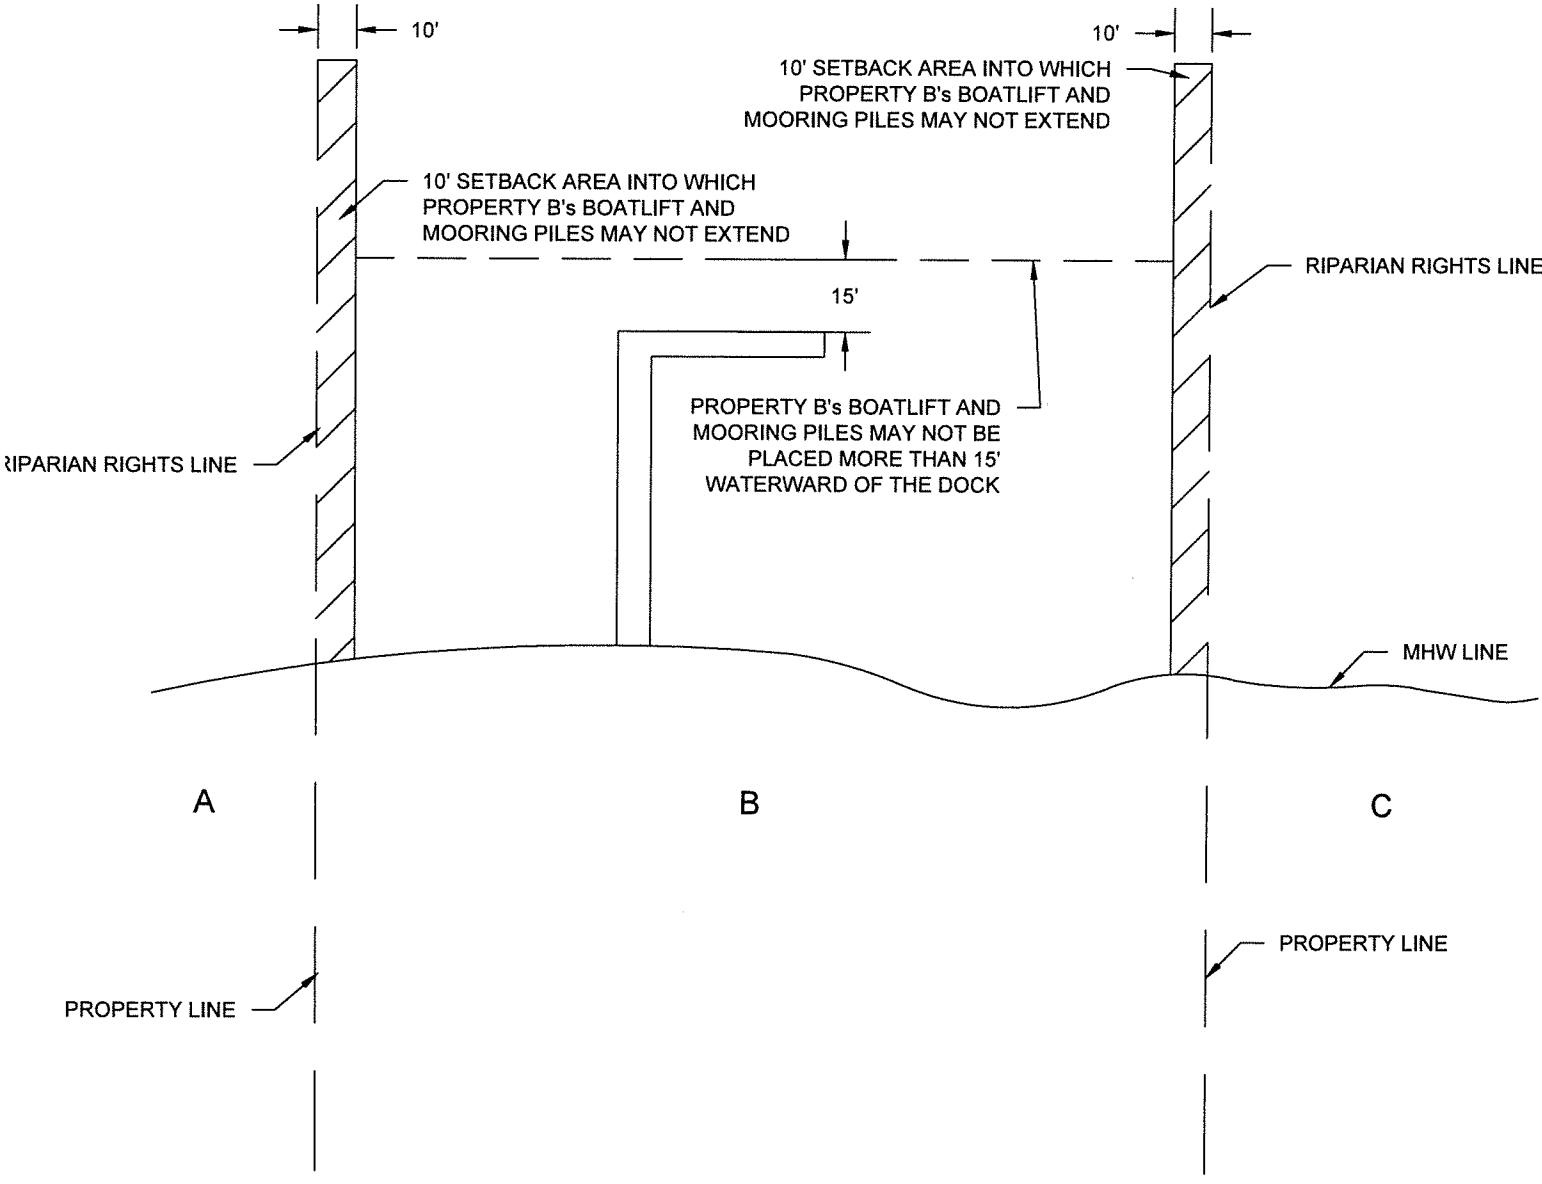 10'
10'
10' SETBACK AREA INTO WHICH
PROPERTY B's BOATLIFT AND
MOORING PILES MAY NOT EXTEND
10' SETBACK AREA INTO WHICH
PROPERTY B's BOATLIFT AND
MOORING PILES MAY NOT EXTEND
RIPARIAN RIGHTS LINE
15'
PROPERTY B's BOATLIFT AND
MOORING PILES MAY NOT BE
PLACED MORE THAN 15'
WATERWARD OF THE DOCK
RIPARIAN RIGHTS LINE
MHW LINE
A
B
C
PROPERTY LINE
PROPERTY LINE